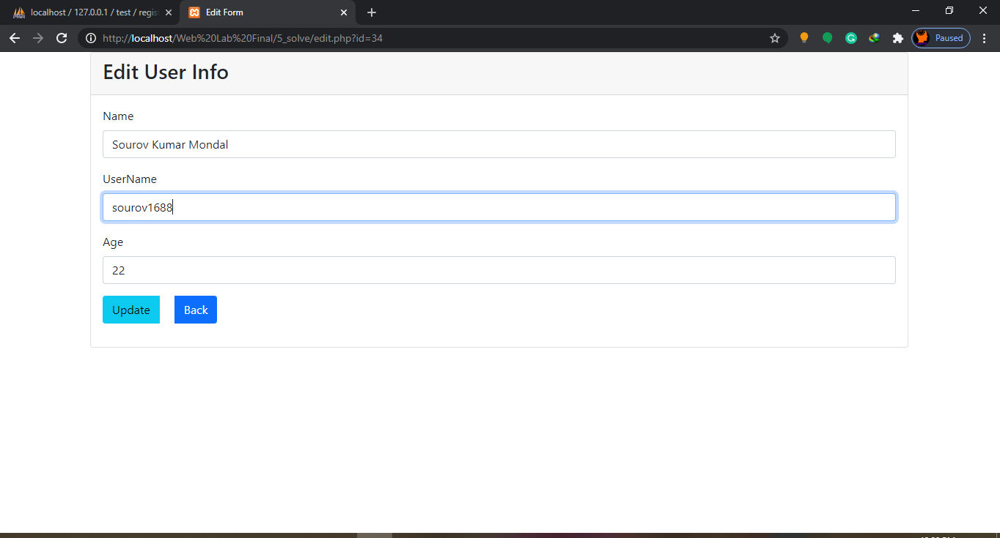 localhost / 127.0.0.1 / test / regis
Edit Form
http://localhost/Web%20Lab%20Final/5_solve/edit.php?id=34
Paused
Edit User Info
Name
Sourov Kumar Mondal
UserName
sourov1688
Age
22
Update Back